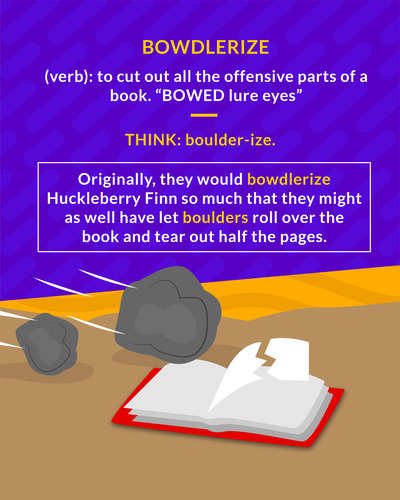 BOWDLERIZE
(verb): to cut out all the offensive parts of a
book. “BOWED lure eyes”
THINK: boulder-ize.
Originally, they would bowdlerize
Huckleberry Finn so much that they might
as well have let boulders roll over the
book and tear out half the pages.